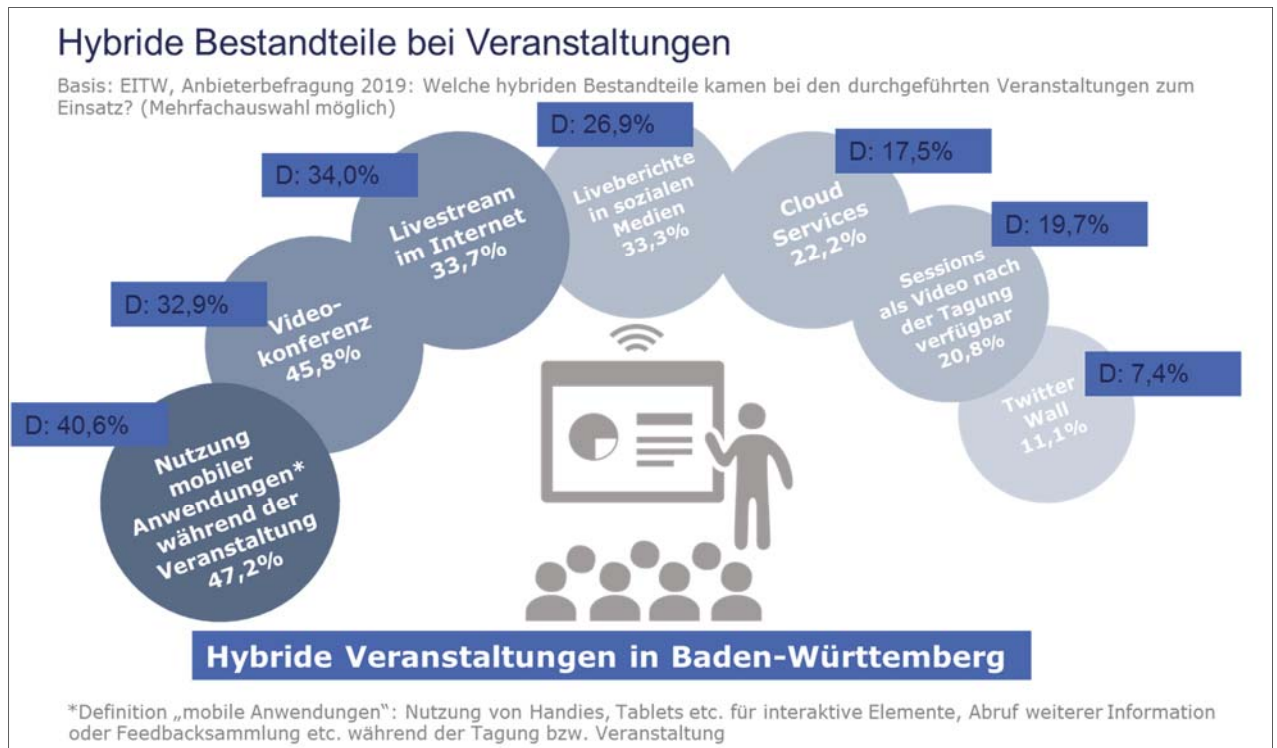 Hybride Bestandteile bei Veranstaltungen
Basis: EITW, Anbieterbefragung 2019: Welche hybriden Bestandteile kamen bei den durchgeführten Veranstaltungen zum
Einsatz? (Mehrfachauswahl möglich)
D: 40,6%
Nutzung
mobiler
Anwendungen*
während der
Veranstaltung
47,2%
D: 32,9%
Video-
konferenz
45,8%
D: 34,0%
Livestream
im Internet
33,7%
D: 26,9%
Liveberichte
in sozialen
Medien
33,3%
D: 17,5%
Cloud
Services
22,2%
D: 19,7%
Sessions
als Video nach
der Tagung
verfügbar
20,8%
D: 7,4%
Twitter
Wall
11,1%
Hybride Veranstaltungen in Baden-Württemberg
*Definition „mobile Anwendungen“: Nutzung von Handies, Tablets etc. für interaktive Elemente, Abruf weiterer Information
oder Feedbacksammlung etc. während der Tagung bzw. Veranstaltung